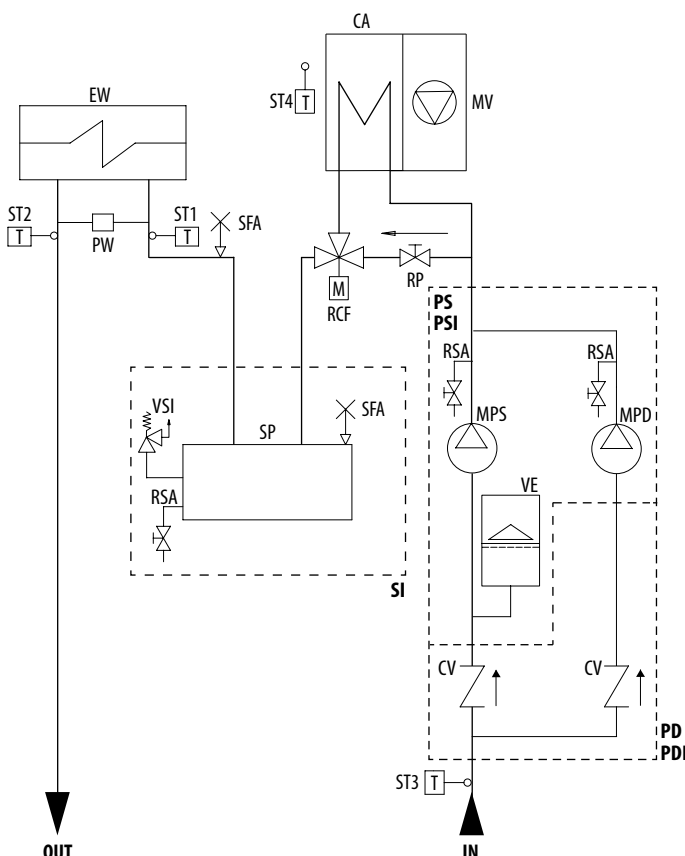 CA
EW
ST4
T
MV
ST2
T
PW
ST1
T
SFA
RP
M
RCF
PS
PSI
RSA
RSA
MPS
MPD
VSI
SFA
SP
RSA
VE
SI
CV
CV
PD
PDI
ST3
T
OUT
IN